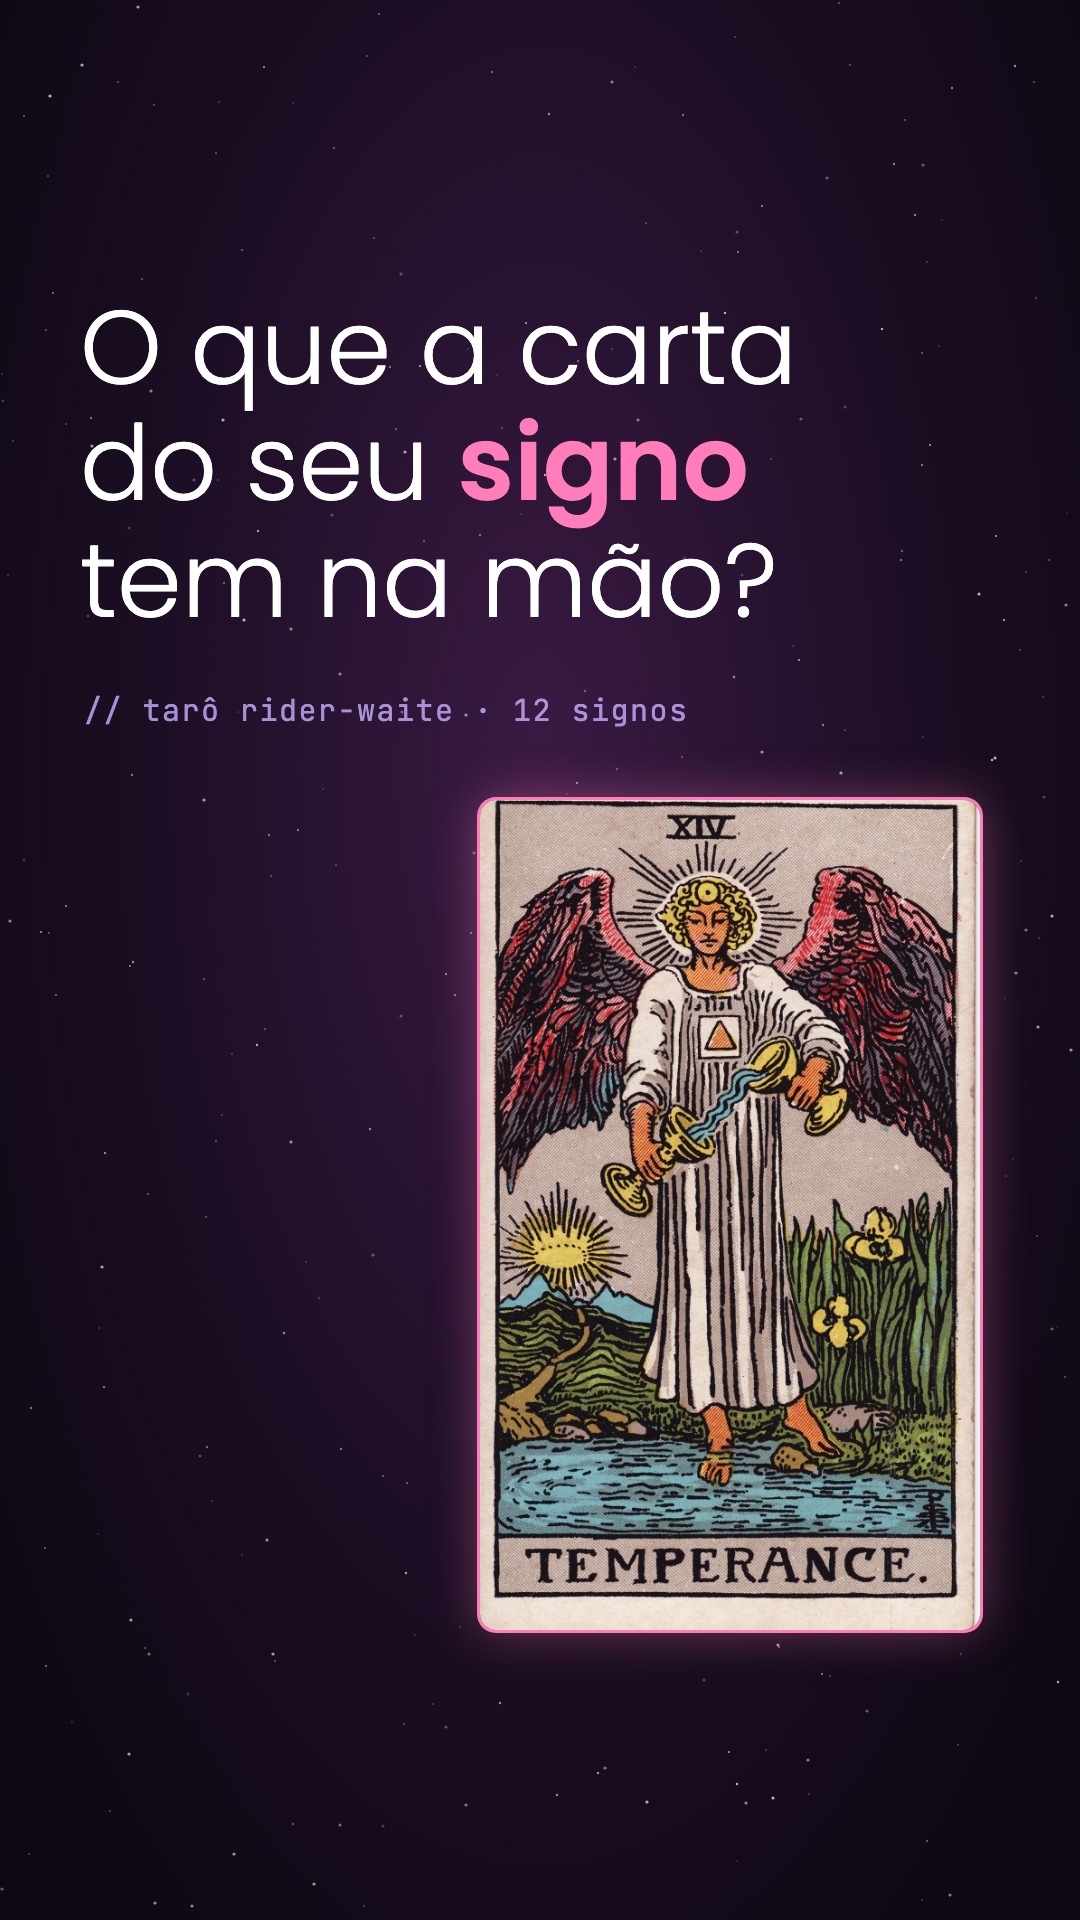 O que a carta
do seu signo
tem na mão?
// tarô rider-waite · 12 signos
XIV
TEMPERANCE.